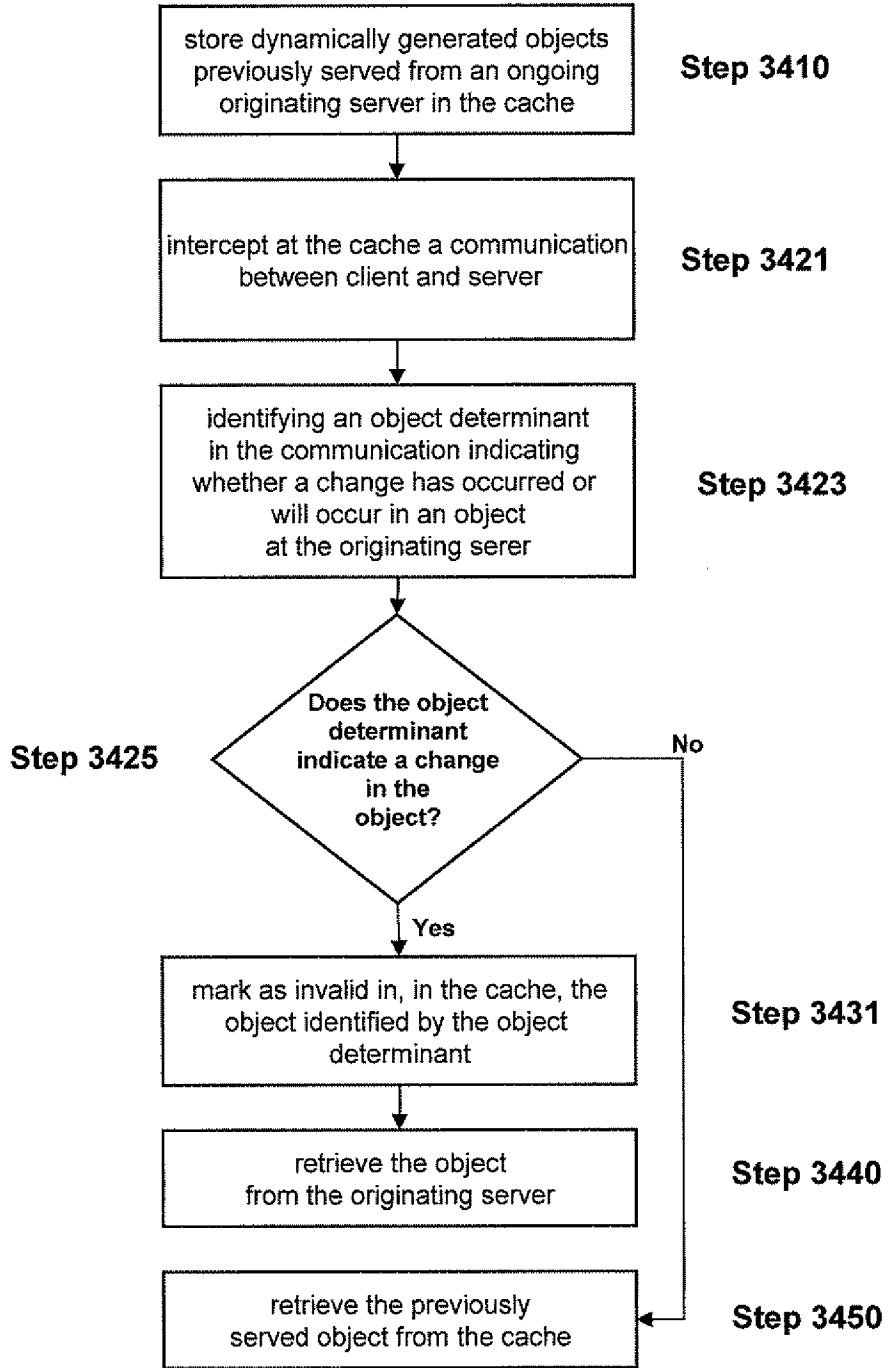 store dynamically generated objects
previously served from an ongoing
originating server in the cache
Step 3410
intercept at the cache a communication
between client and server
Step 3421
identifying an object determinant
in the communication indicating
whether a change has occurred or
will occur in an object
at the originating serer
Step 3423
Does the object
determinant
indicate a change
in the
object?
Step 3425
No
Yes
mark as invalid in, in the cache, the
object identified by the object
determinant
Step 3431
retrieve the object
from the originating server
Step 3440
retrieve the previously
served object from the cache
Step 3450